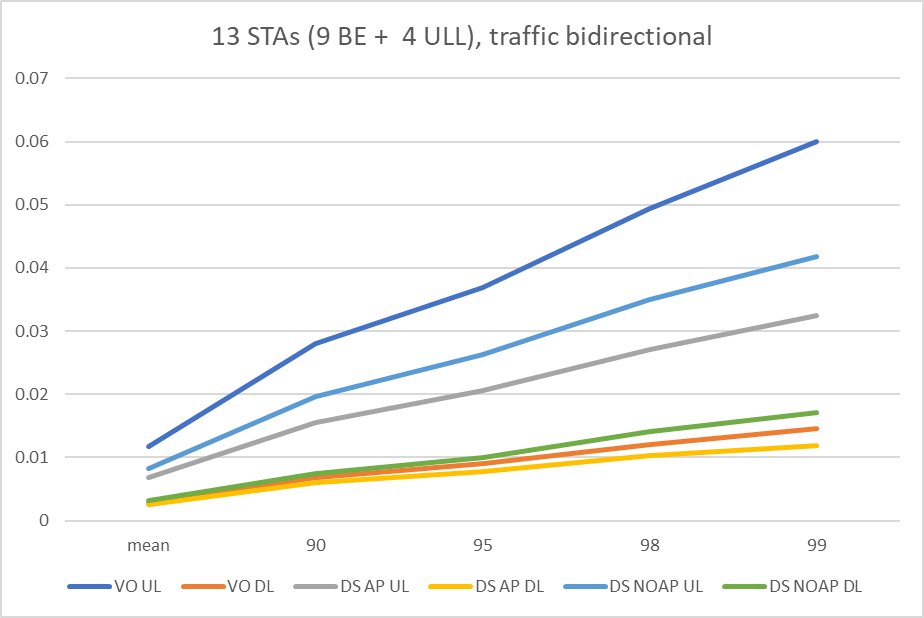 13 STAs (9 BE +  4 ULL), traffic bidirectional
0.07
0.06
0.05
0.04
0.03
0.02
0.01
0
mean 90 95 98 99
VO UL VO DL DS AP UL DS AP DL DS NOAP UL DS NOAP DL